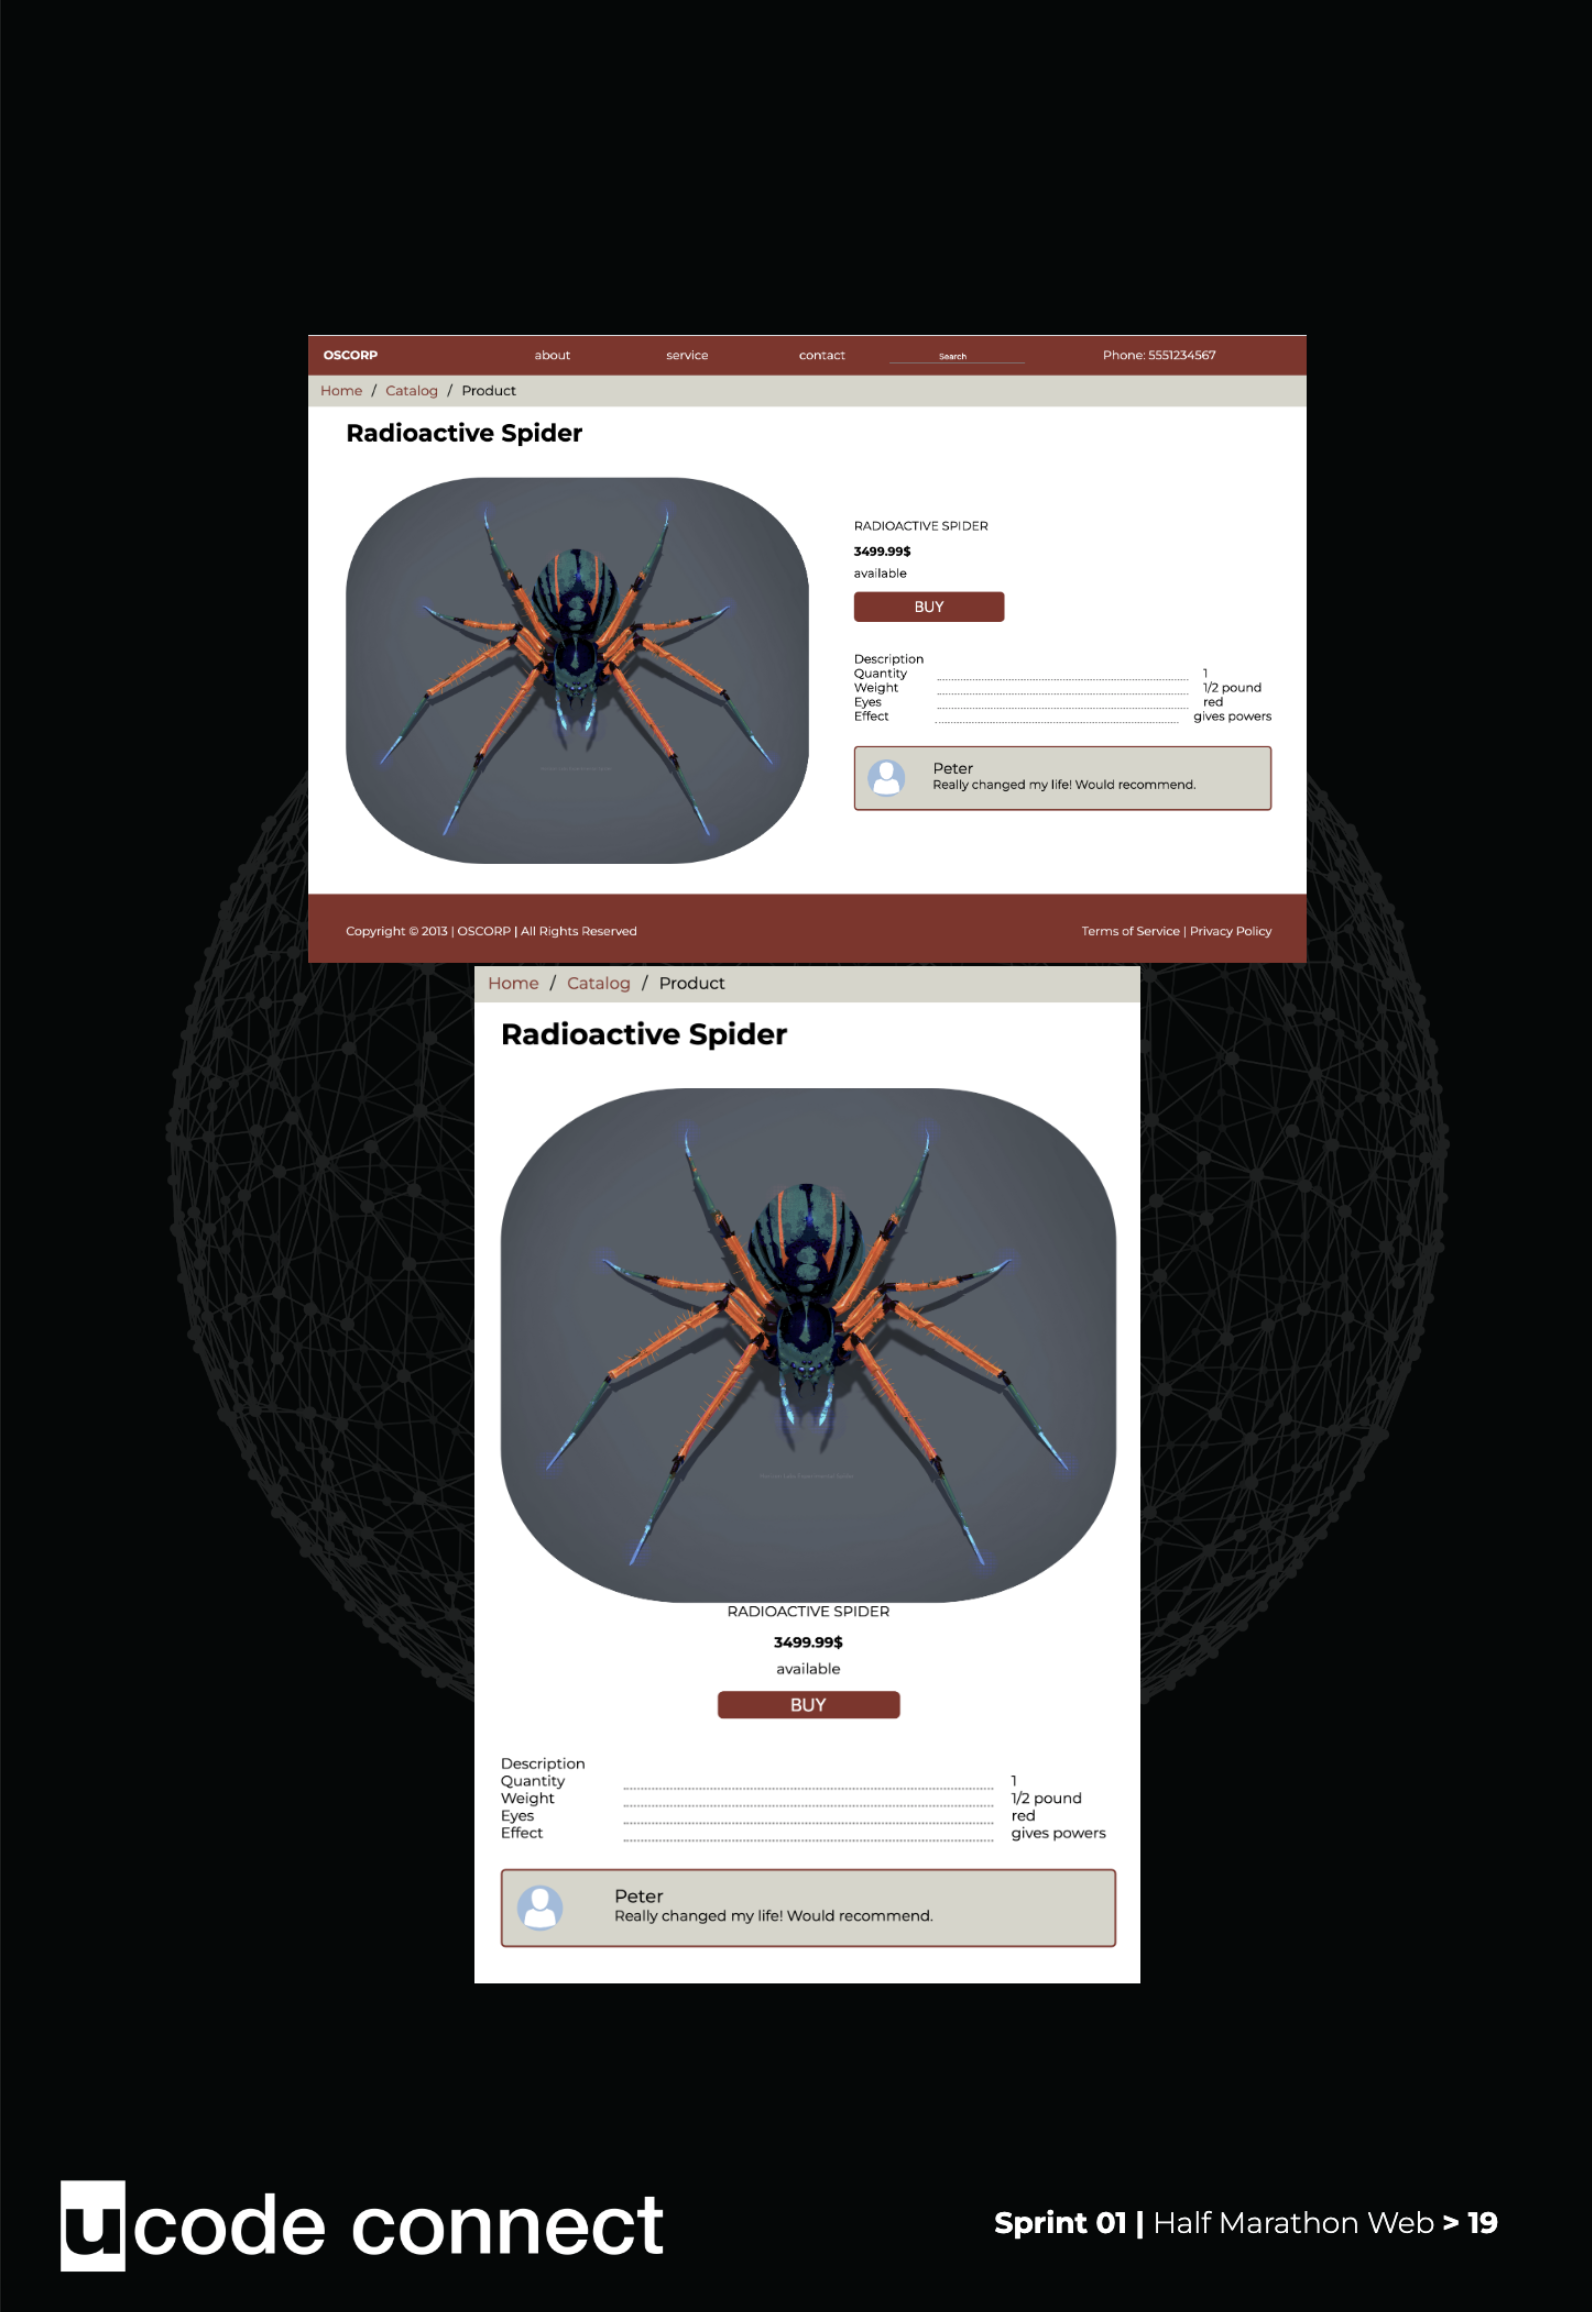 OSCORP about service contact Search Phone: 5551234567
Home / Catalog / Product
Radioactive Spider
RADIOACTIVE SPIDER
3499.99$
available
BUY
Description
Quantity 1
Weight 1/2 pound
Eyes red
Effect gives powers
Peter
Really changed my life! Would recommend.
Copyright © 2013 | OSCORP | All Rights Reserved Terms of Service | Privacy Policy
Home / Catalog / Product
Radioactive Spider
RADIOACTIVE SPIDER
3499.99$
available
BUY
Description
Quantity 1
Weight 1/2 pound
Eyes red
Effect gives powers
Peter
Really changed my life! Would recommend.
ucode connect Sprint 01 | Half Marathon Web > 19